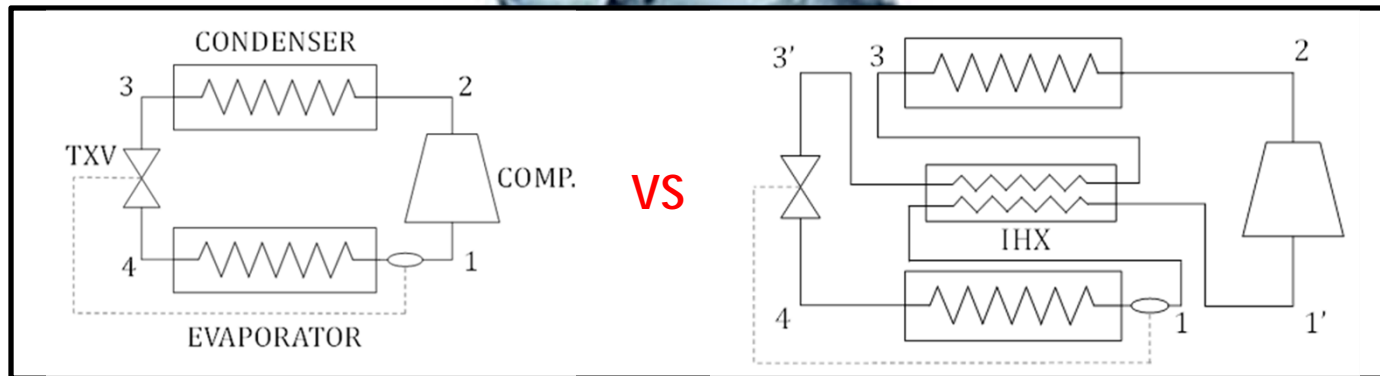 CONDENSER
3
2
TXV
COMP.
4
1
EVAPORATOR
VS
3'
3
2
IHX
4
1
1'